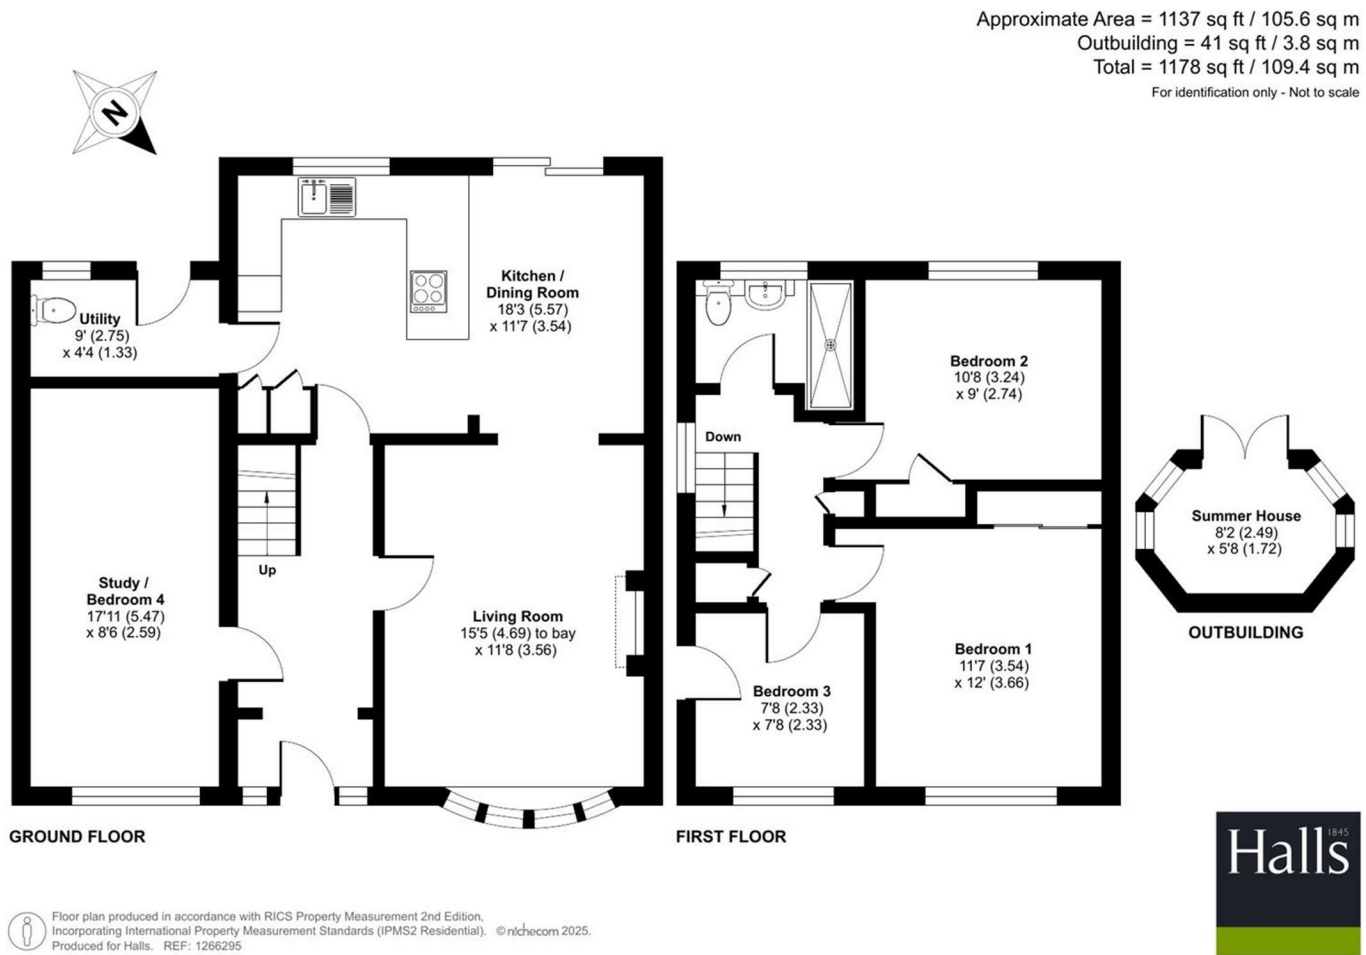 Approximate Area = 1137 sq ft / 105.6 sq m
Outbuilding = 41 sq ft / 3.8 sq m
Total = 1178 sq ft / 109.4 sq m
For identification only - Not to scale
N
Kitchen /
Dining Room
18'3 (5.57)
x 11'7 (3.54)
Utility
9' (2.75)
x 4'4 (1.33)
Study /
Bedroom 4
17'11 (5.47)
x 8'6 (2.59)
Up
Living Room
15'5 (4.69) to bay
x 11'8 (3.56)
GROUND FLOOR
Down
Bedroom 2
10'8 (3.24)
x 9' (2.74)
Bedroom 1
11'7 (3.54)
x 12' (3.66)
Bedroom 3
7'8 (2.33)
x 7'8 (2.33)
FIRST FLOOR
Summer House
8'2 (2.49)
x 5'8 (1.72)
OUTBUILDING
Halls
1845
Floor plan produced in accordance with RICS Property Measurement 2nd Edition,
Incorporating International Property Measurement Standards (IPMS2 Residential). ©nichecom 2025.
Produced for Halls. REF: 1266295